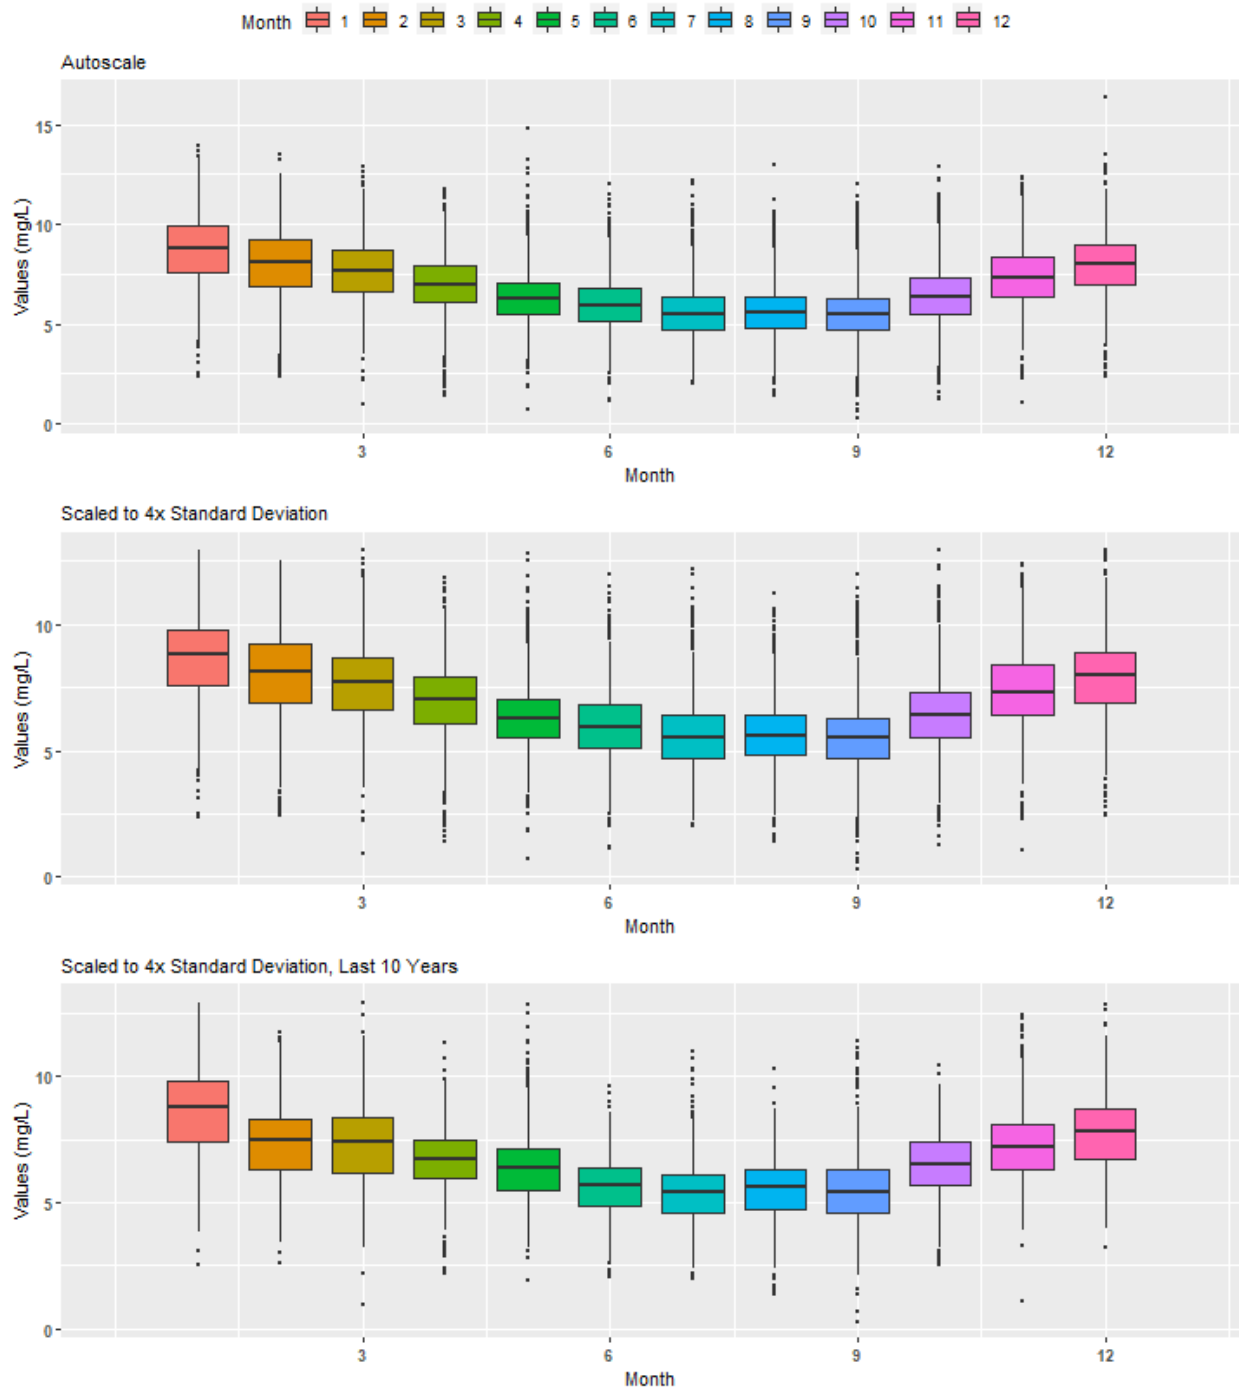 Month 1 2 3 4 5 6 7 8 9 10 11 12
Autoscale
Values (mg/L)
15
10
5
0
3 6 9 12
Month
Scaled to 4x Standard Deviation
Values (mg/L)
10
5
0
3 6 9 12
Month
Scaled to 4x Standard Deviation, Last 10 Years
Values (mg/L)
10
5
0
3 6 9 12
Month